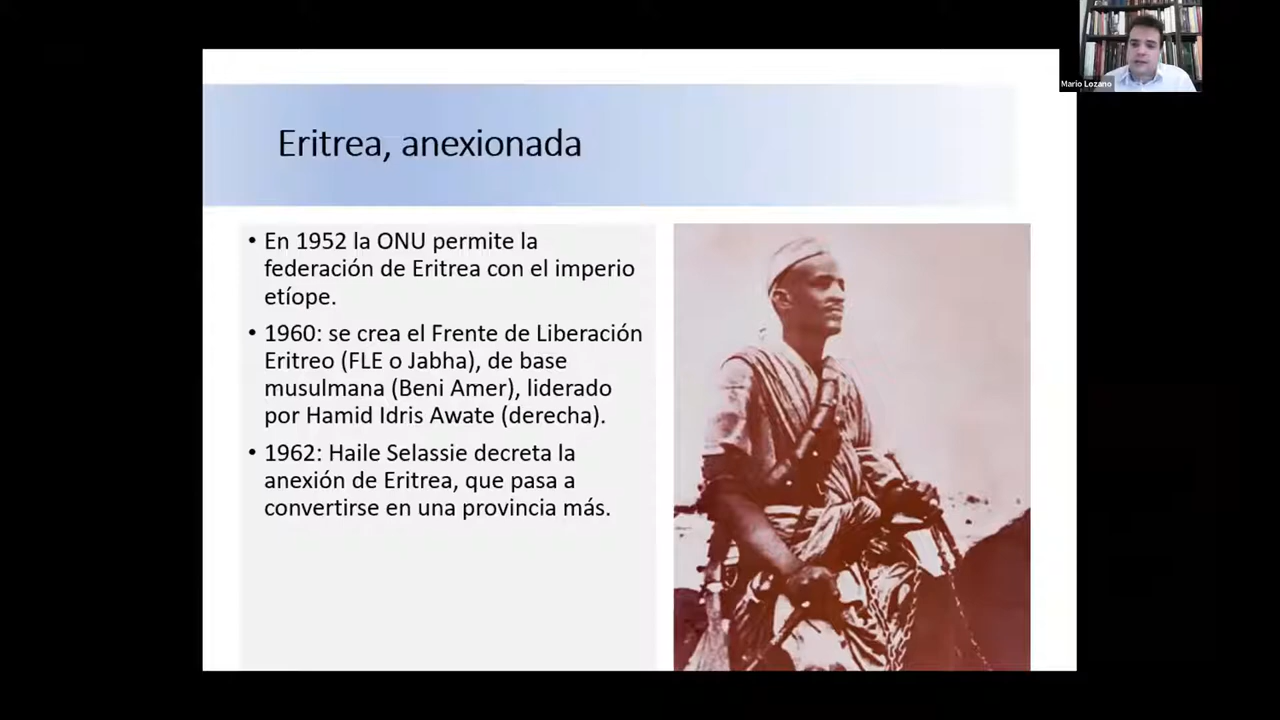 Mario Lozano
Eritrea, anexionada
• En 1952 la ONU permite la
federación de Eritrea con el imperio
etíope.
• 1960: se crea el Frente de Liberación
Eritreo (FLE o Jabha), de base
musulmana (Beni Amer), liderado
por Hamid Idris Awate (derecha).
• 1962: Haile Selassie decreta la
anexión de Eritrea, que pasa a
convertirse en una provincia más.